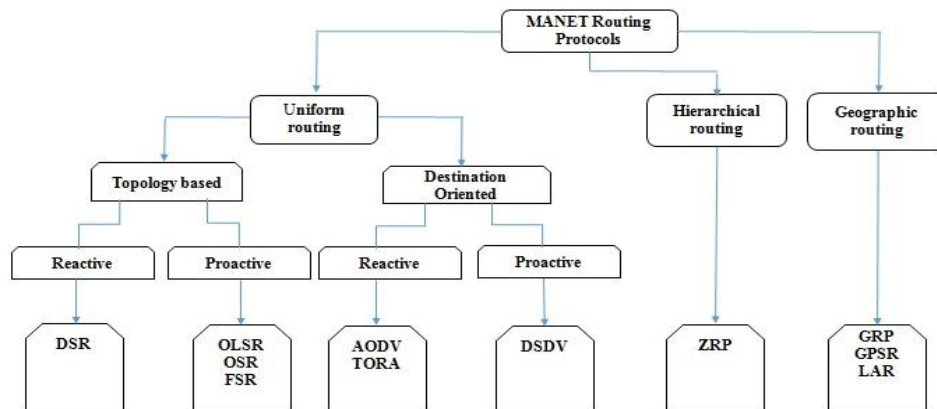 MANET Routing
Protocols
Uniform
routing
Hierarchical
routing
Geographic
routing
Topology based
Destination
Oriented
Reactive
Proactive
Reactive
Proactive
DSR
OLSR
OSR
FSR
AODV
TORA
DSDV
ZRP
GRP
GPSR
LAR